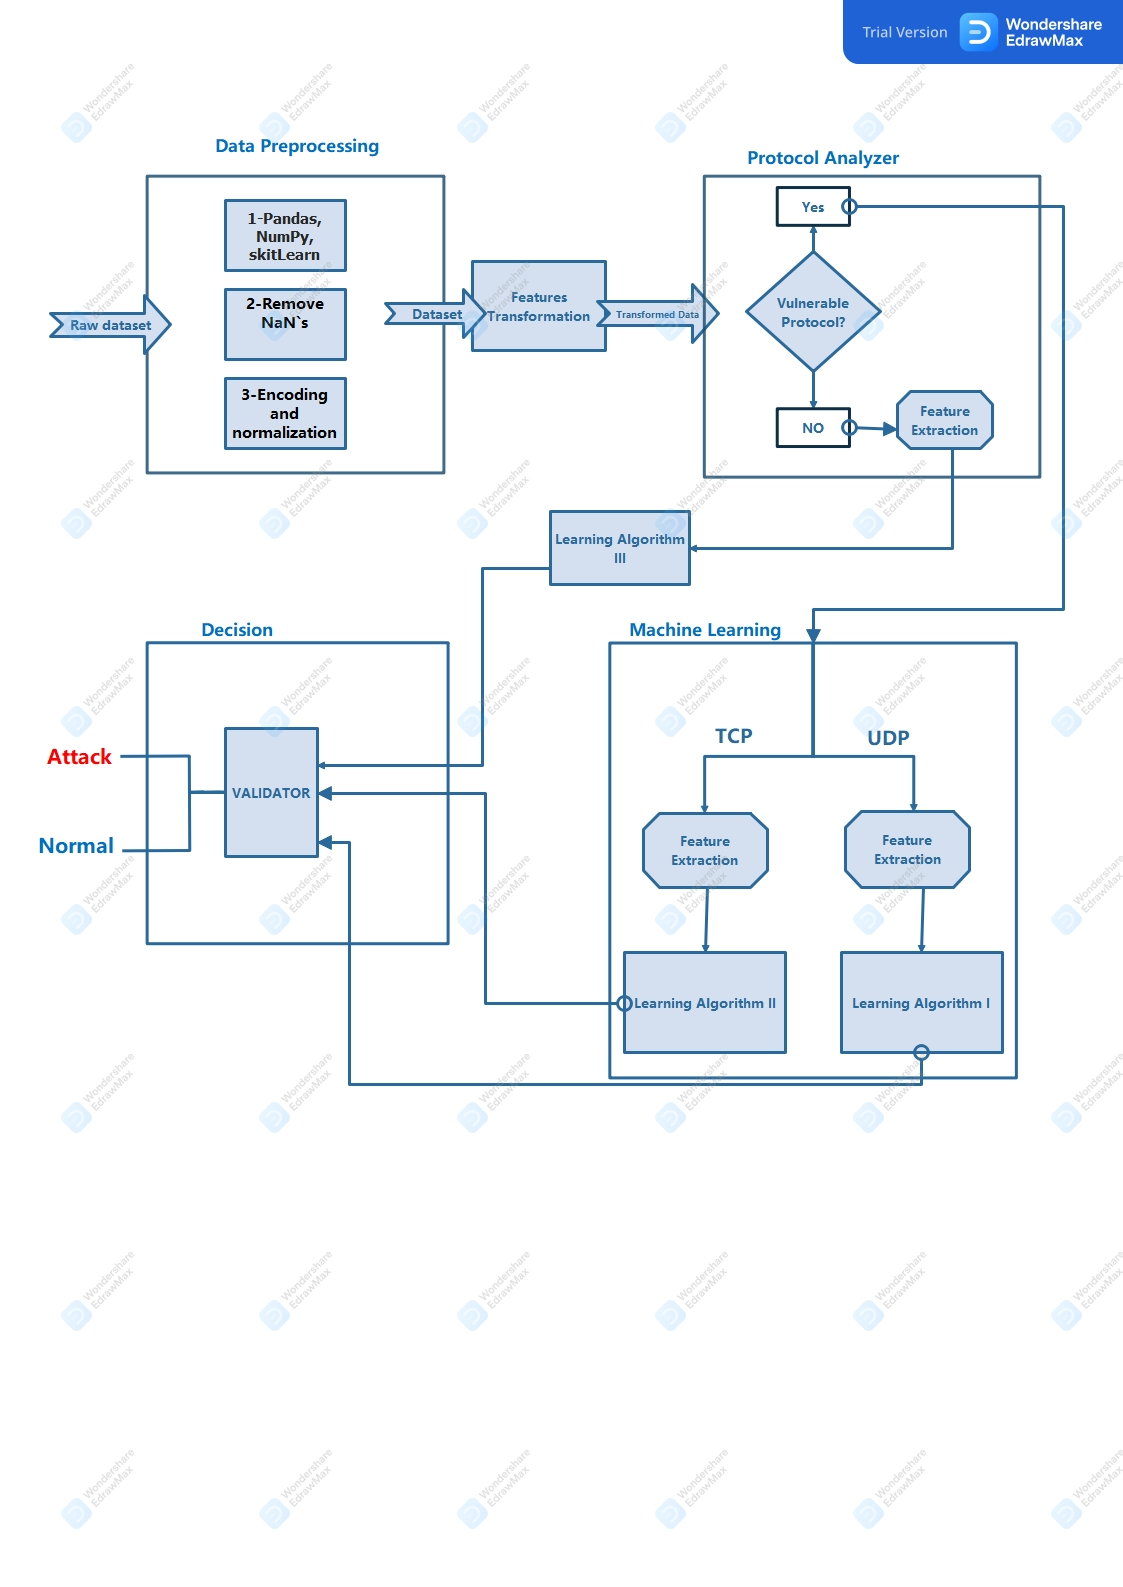 Trial Version
Wondershare
EdrawMax
Data Preprocessing
Protocol Analyzer
1-Pandas,
NumPy,
skitLearn
2-Remove
NaN`s
3-Encoding
and
normalization
Raw dataset
Dataset
Features
Transformation
Transformed Data
Yes
Vulnerable
Protocol?
NO
Feature
Extraction
Learning Algorithm
III
Decision
Machine Learning
Attack
Normal
VALIDATOR
TCP
UDP
Feature
Extraction
Feature
Extraction
Learning Algorithm II
Learning Algorithm I